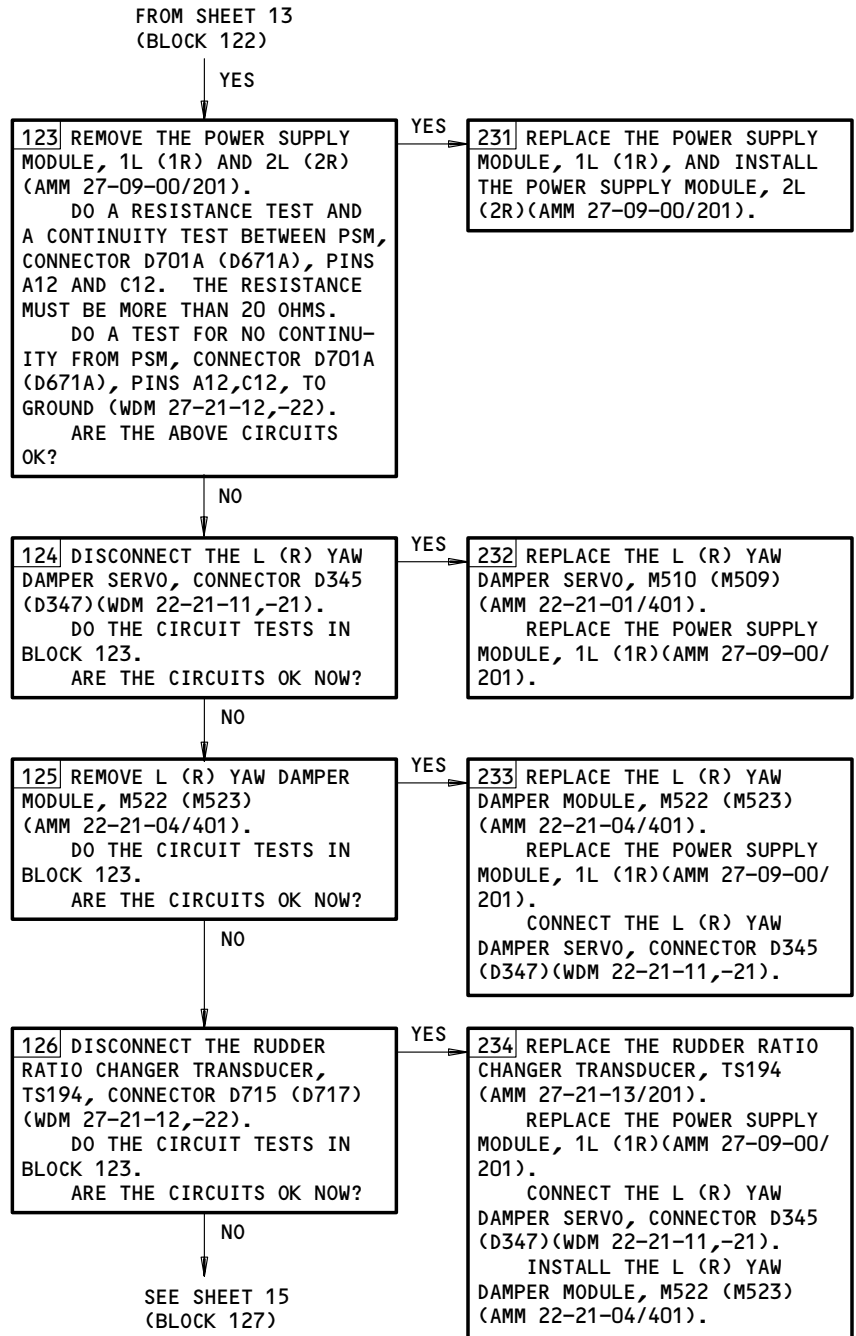 FROM SHEET 13
(BLOCK 122)
YES
123 REMOVE THE POWER SUPPLY
MODULE, 1L (1R) AND 2L (2R)
(AMM 27-09-00/201).
DO A RESISTANCE TEST AND
A CONTINUITY TEST BETWEEN PSM,
CONNECTOR D701A (D671A), PINS
A12 AND C12. THE RESISTANCE
MUST BE MORE THAN 20 OHMS.
DO A TEST FOR NO CONTINU-
ITY FROM PSM, CONNECTOR D701A
(D671A), PINS A12,C12, TO
GROUND (WDM 27-21-12,-22).
ARE THE ABOVE CIRCUITS
OK?
YES
231 REPLACE THE POWER SUPPLY
MODULE, 1L (1R), AND INSTALL
THE POWER SUPPLY MODULE, 2L
(2R)(AMM 27-09-00/201).
NO
124 DISCONNECT THE L (R) YAW
DAMPER SERVO, CONNECTOR D345
(D347)(WDM 22-21-11,-21).
DO THE CIRCUIT TESTS IN
BLOCK 123.
ARE THE CIRCUITS OK NOW?
YES
232 REPLACE THE L (R) YAW
DAMPER SERVO, M510 (M509)
(AMM 22-21-01/401).
REPLACE THE POWER SUPPLY
MODULE, 1L (1R)(AMM 27-09-00/
201).
NO
125 REMOVE L (R) YAW DAMPER
MODULE, M522 (M523)
(AMM 22-21-04/401).
DO THE CIRCUIT TESTS IN
BLOCK 123.
ARE THE CIRCUITS OK NOW?
YES
233 REPLACE THE L (R) YAW
DAMPER MODULE, M522 (M523)
(AMM 22-21-04/401).
REPLACE THE POWER SUPPLY
MODULE, 1L (1R)(AMM 27-09-00/
201).
CONNECT THE L (R) YAW
DAMPER SERVO, CONNECTOR D345
(D347)(WDM 22-21-11,-21).
NO
126 DISCONNECT THE RUDDER
RATIO CHANGER TRANSDUCER,
TS194, CONNECTOR D715 (D717)
(WDM 27-21-12,-22).
DO THE CIRCUIT TESTS IN
BLOCK 123.
ARE THE CIRCUITS OK NOW?
YES
234 REPLACE THE RUDDER RATIO
CHANGER TRANSDUCER, TS194
(AMM 27-21-13/201).
REPLACE THE POWER SUPPLY
MODULE, 1L (1R)(AMM 27-09-00/
201).
CONNECT THE L (R) YAW
DAMPER SERVO, CONNECTOR D345
(D347)(WDM 22-21-11,-21).
INSTALL THE L (R) YAW
DAMPER MODULE, M522 (M523)
(AMM 22-21-04/401).
NO
SEE SHEET 15
(BLOCK 127)